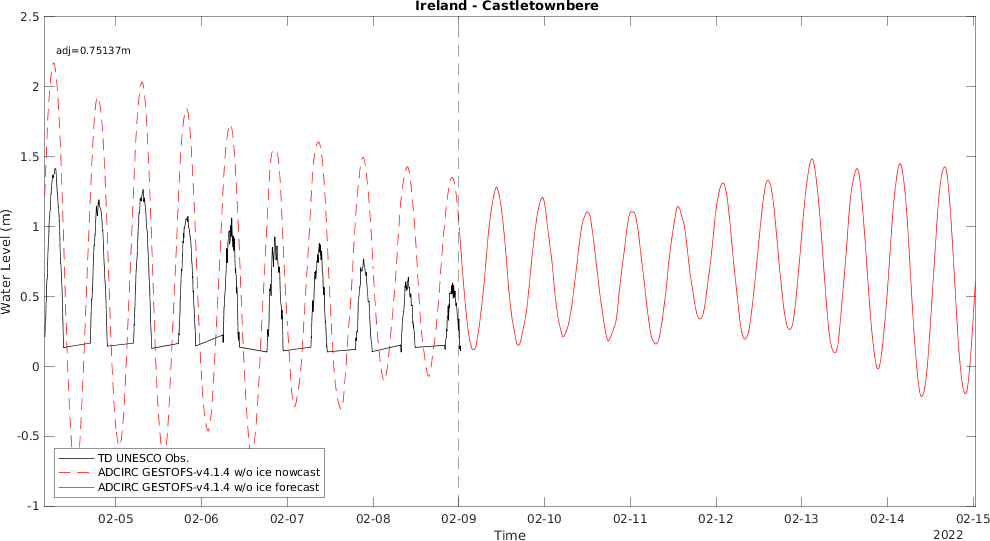 Ireland - Castletownbere
adj=0.75137m
Water Level (m)
2.5
2
1.5
1
0.5
0
-0.5
-1
TD UNESCO Obs.
ADCIRC GESTOFS-v4.1.4 w/o ice nowcast
ADCIRC GESTOFS-v4.1.4 w/o ice forecast
02-05 02-06 02-07 02-08 02-09 02-10 02-11 02-12 02-13 02-14 02-15
Time
2022